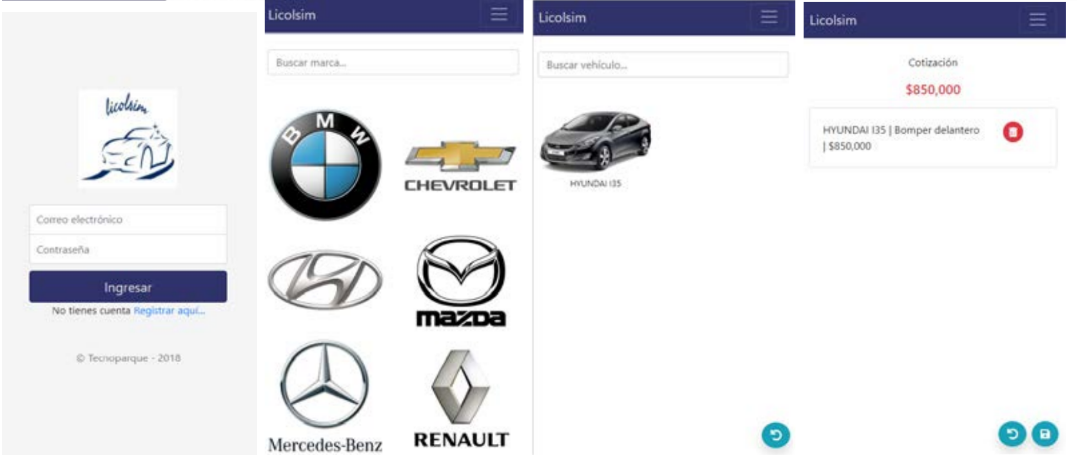 licolsim
Correo electrónico
Contraseña
Ingresar
No tienes cuenta Registrar aquí...
© Tecnoparque - 2018
Licolsim
Buscar marca...
BMW
CHEVROLET
mazda
Mercedes-Benz
RENAULT
Licolsim
Buscar vehículo...
HYUNDAI I35
Licolsim
Cotización
$850,000
HYUNDAI I35 | Bomper delantero
| $850,000